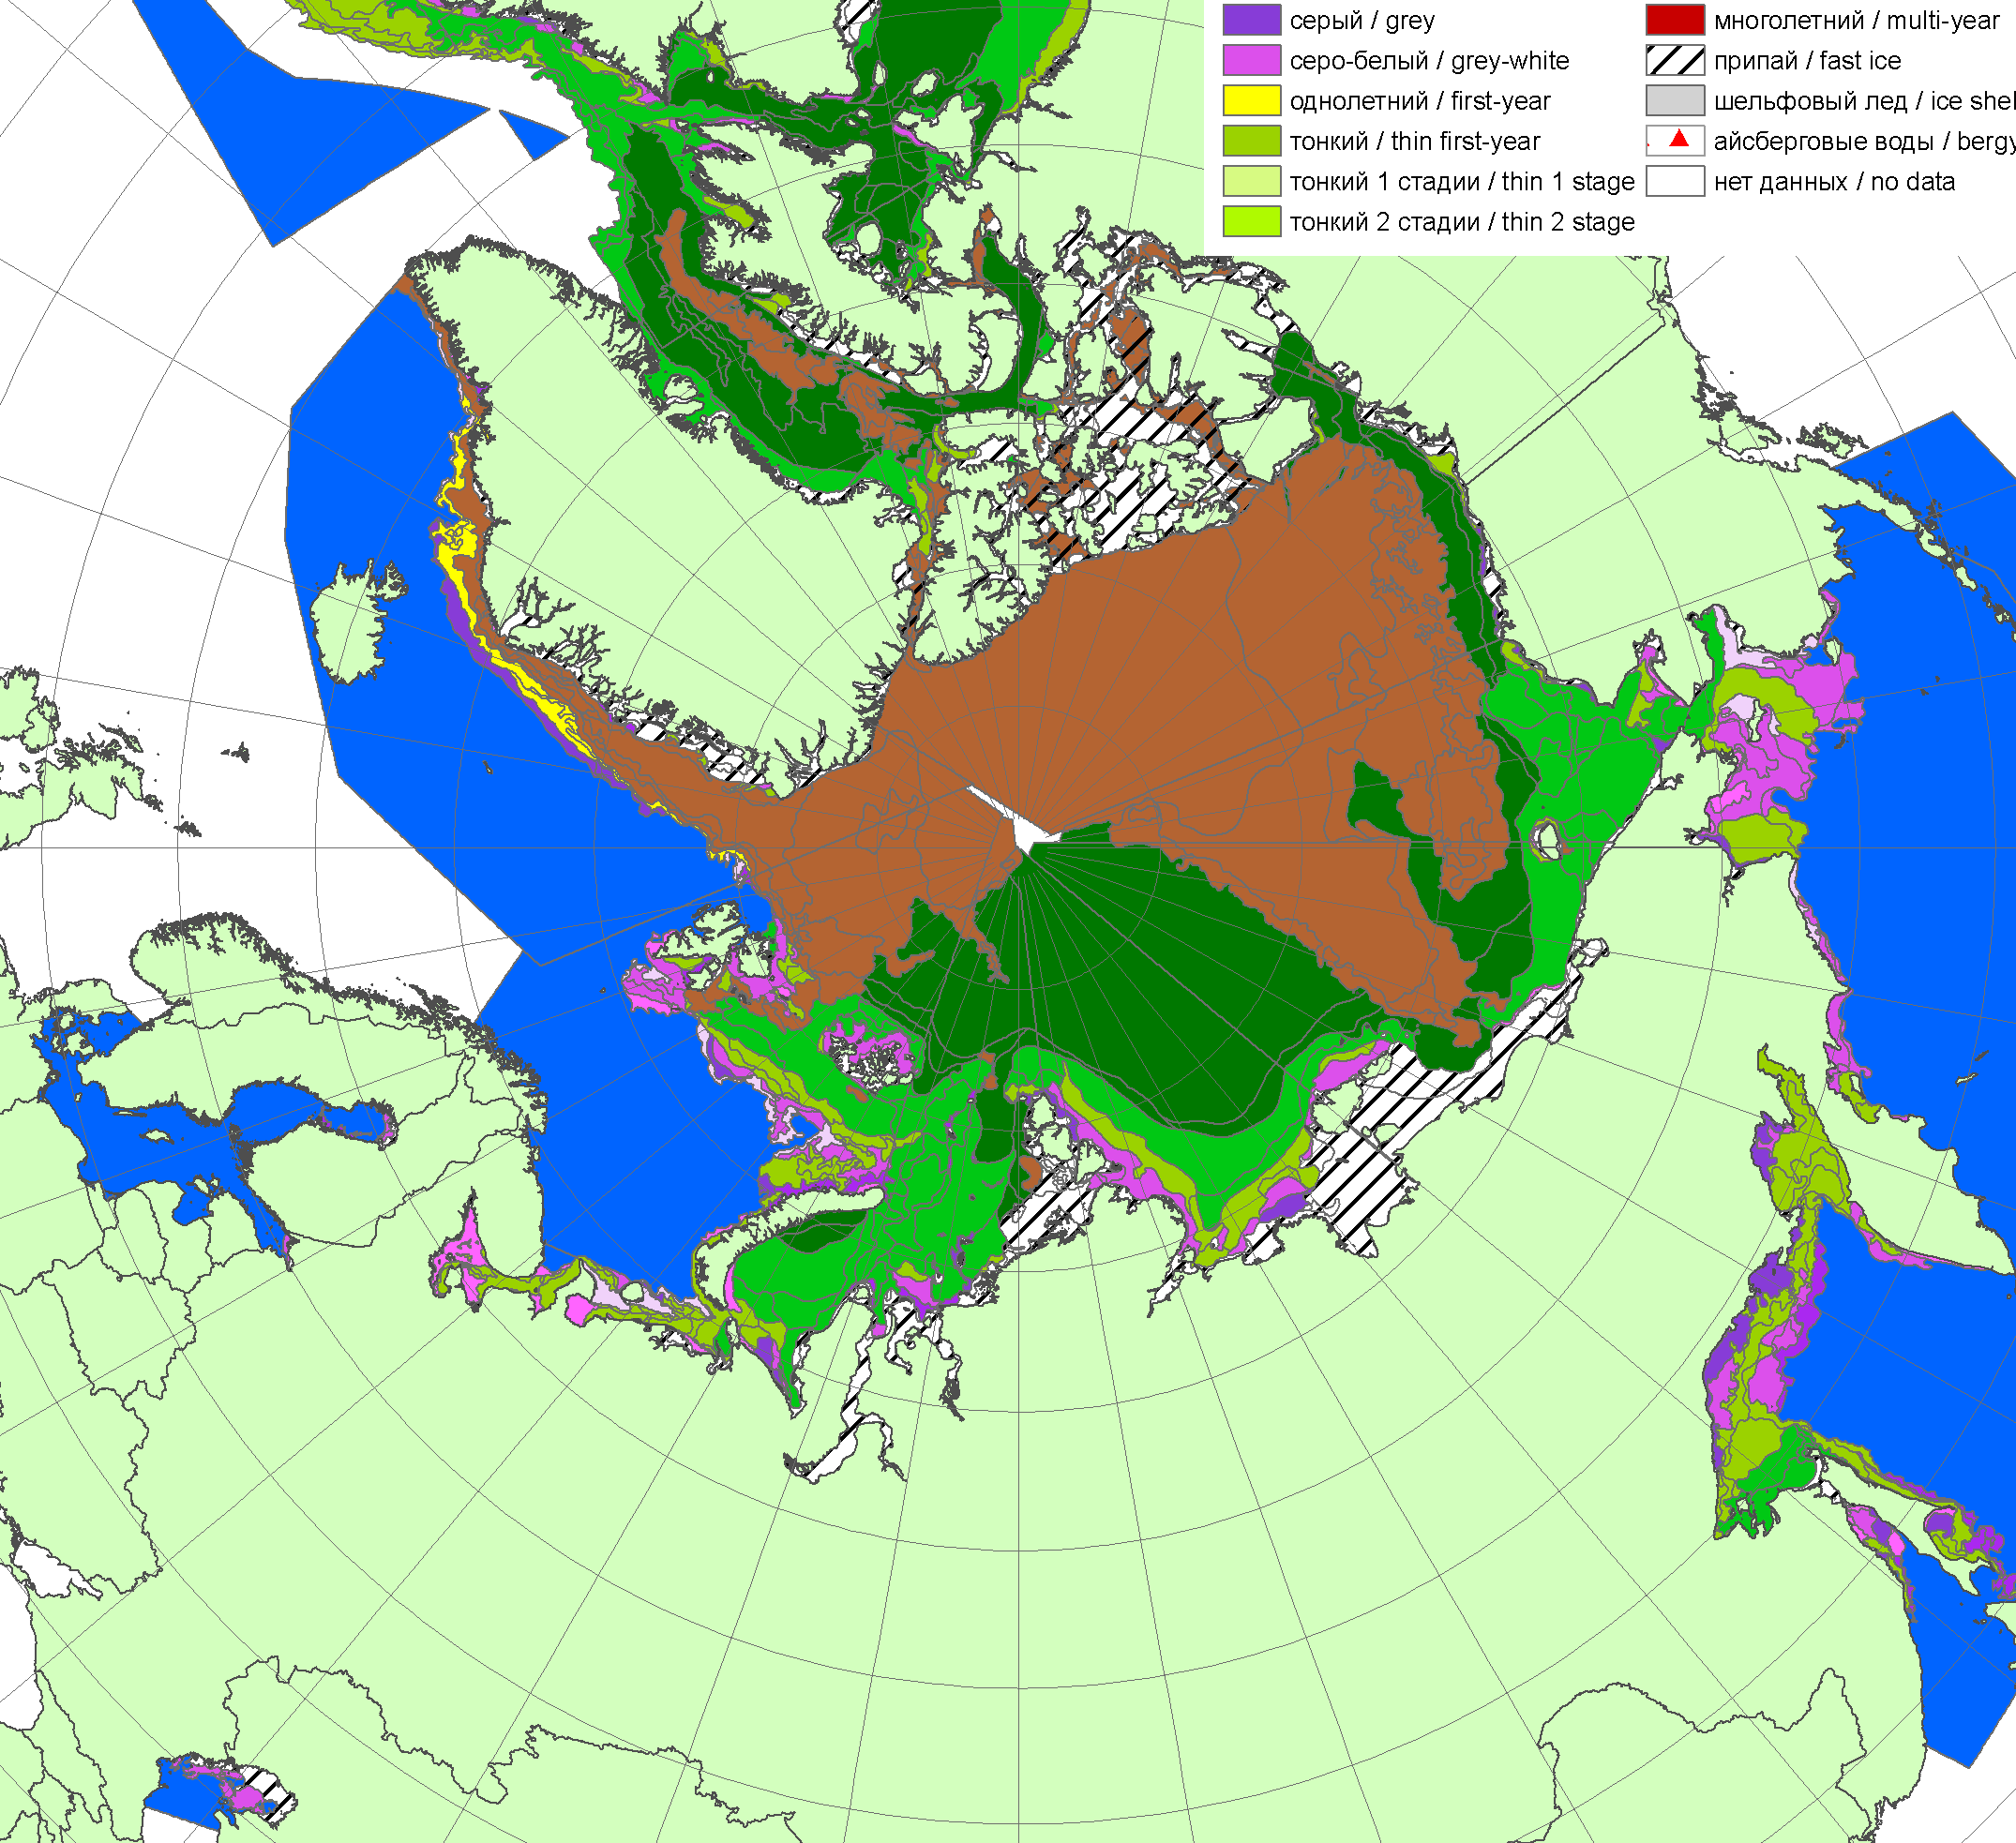 серый / grey
серо-белый / grey-white
однолетний / first-year
тонкий / thin first-year
тонкий 1 стадии / thin 1 stage
тонкий 2 стадии / thin 2 stage
многолетний / multi-year
припай / fast ice
шельфовый лед / ice shel
айсберговые воды / bergy
нет данных / no data